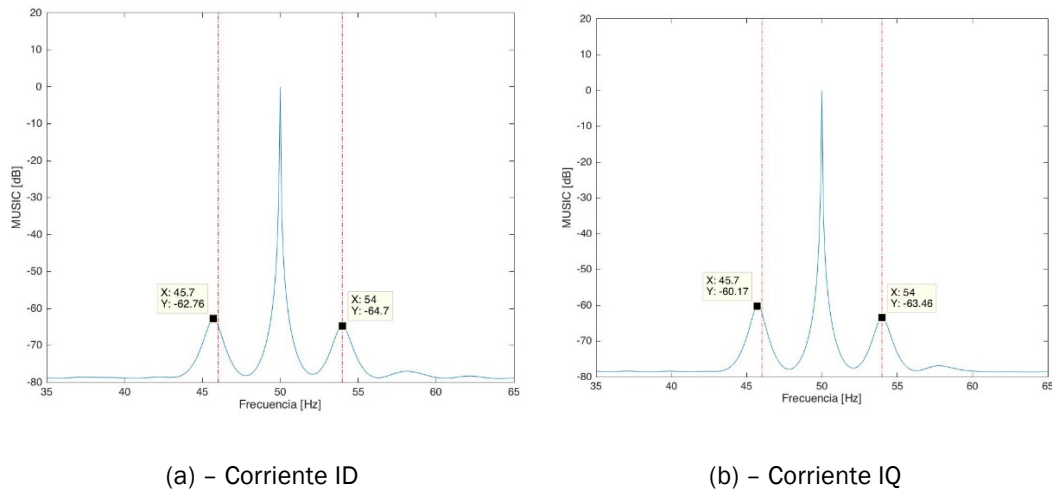 20
10
0
-10
-20
-30
-40
-50
-60
-70
-80
MUSIC [dB]
X: 45.7
Y: -62.76
X: 54
Y: -64.7
35 40 45 50 55 60 65
Frecuencia [Hz]
(a) – Corriente ID
20
10
0
-10
-20
-30
-40
-50
-60
-70
-80
MUSIC [dB]
X: 45.7
Y: -60.17
X: 54
Y: -63.46
35 40 45 50 55 60 65
Frecuencia [Hz]
(b) – Corriente IQ